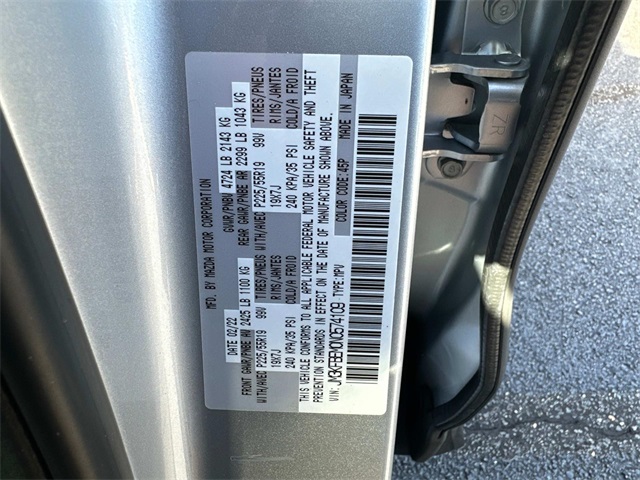 MFD. BY MAZDA MOTOR CORPORATION
DATE 02/22 GVWR/PNBV 4724 LB 2143 KG
FRONT GAWR/PNBE AV 2425 LB 1100 KG REAR GAWR/PNBE AR 2299 LB 1043 KG
WITH/AVEC P225/55R19 99V TIRES/PNEUS WITH/AVEC P225/55R19 99V TIRES/PNEUS
19X7J RIMS/JANTES 19X7J RIMS/JANTES
240 KPA/35 PSI COLD/A FROID 240 KPA/35 PSI COLD/A FROID
THIS VEHICLE CONFORMS TO ALL APPLICABLE FEDERAL MOTOR VEHICLE SAFETY AND THEFT
PREVENTION STANDARDS IN EFFECT ON THE DATE OF MANUFACTURE SHOWN ABOVE.
VIN: TYPE:MPV COLOR CODE:45P MADE IN JAPAN
ZR